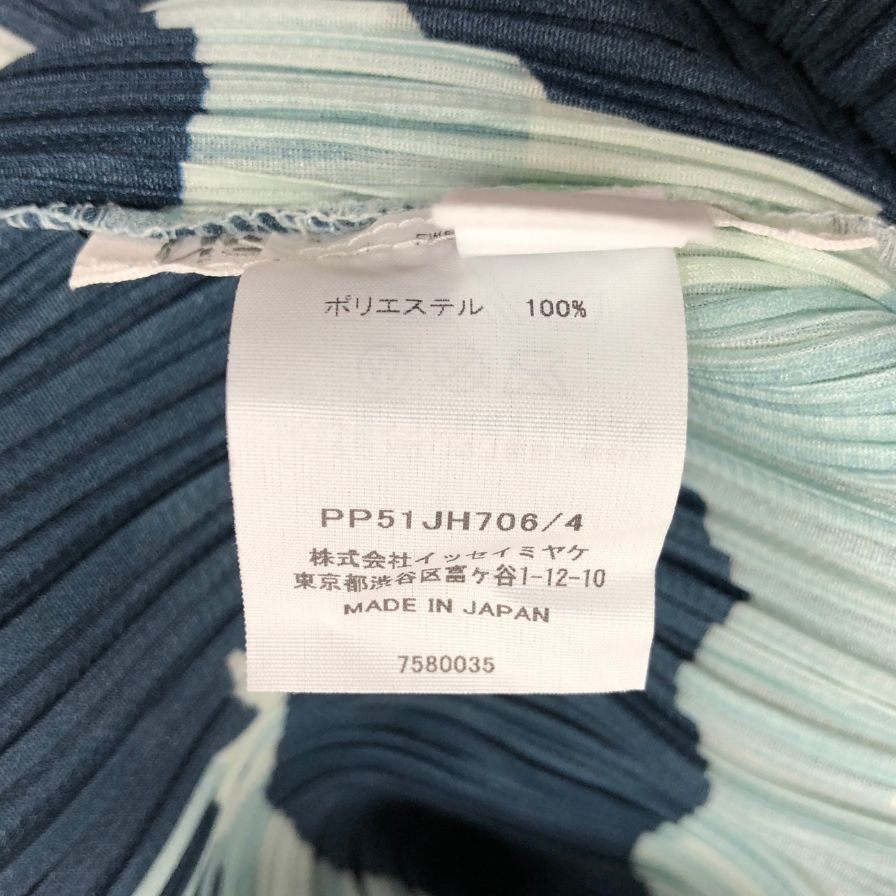 ポリエステル 100%
PP51JH706/4
株式会社イッセイミヤケ
東京都渋谷区富ケ谷1-12-10
MADE IN JAPAN
7580035